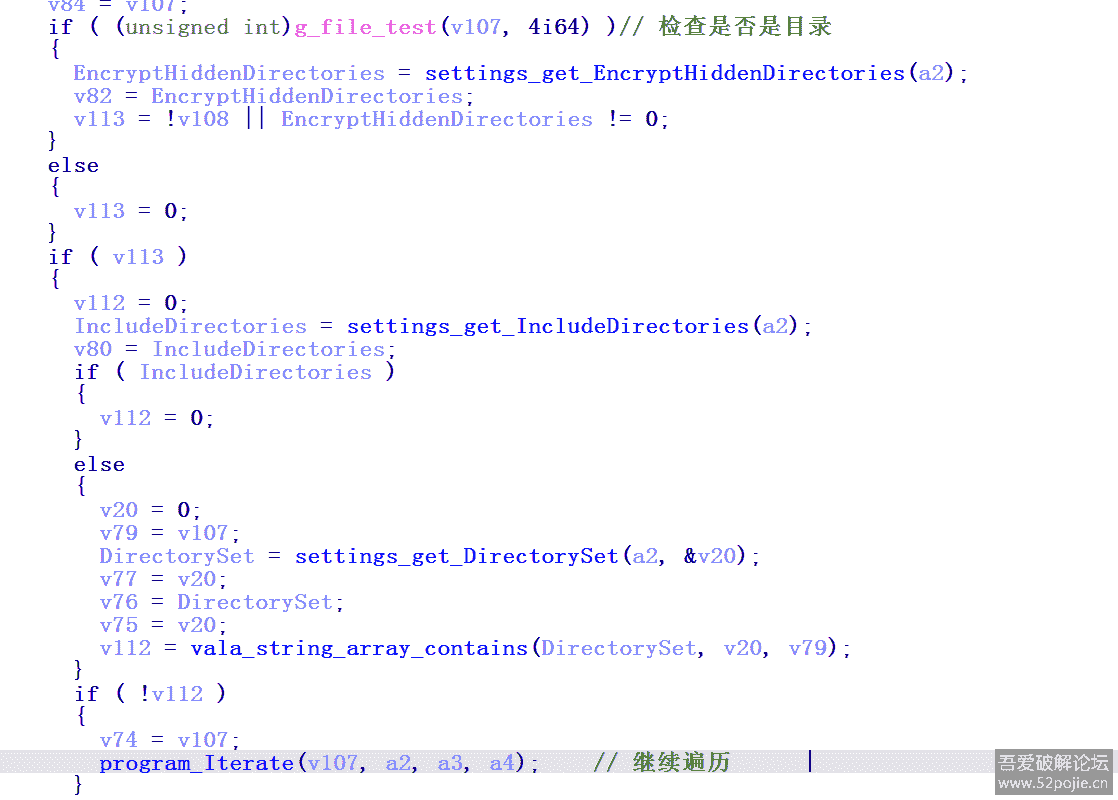 v84 = v107;
if ( (unsigned int)g_file_test(v107, 4i64) )// 检查是否是目录
{
EncryptHiddenDirectories = settings_get_EncryptHiddenDirectories(a2);
v82 = EncryptHiddenDirectories;
v113 = !v108 || EncryptHiddenDirectories != 0;
}
else
{
v113 = 0;
}
if ( v113 )
{
v112 = 0;
IncludeDirectories = settings_get_IncludeDirectories(a2);
v80 = IncludeDirectories;
if ( IncludeDirectories )
{
v112 = 0;
}
else
{
v20 = 0;
v79 = v107;
DirectorySet = settings_get_DirectorySet(a2, &v20);
v77 = v20;
v76 = DirectorySet;
v75 = v20;
v112 = vala_string_array_contains(DirectorySet, v20, v79);
}
if ( !v112 )
{
v74 = v107;
program_Iterate(v107, a2, a3, a4); // 继续遍历
}
吾爱破解论坛
www.52pojie.cn